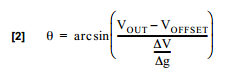 [2] θ = arcsin(V_OUT − V_OFFSET / ΔV/Δg)